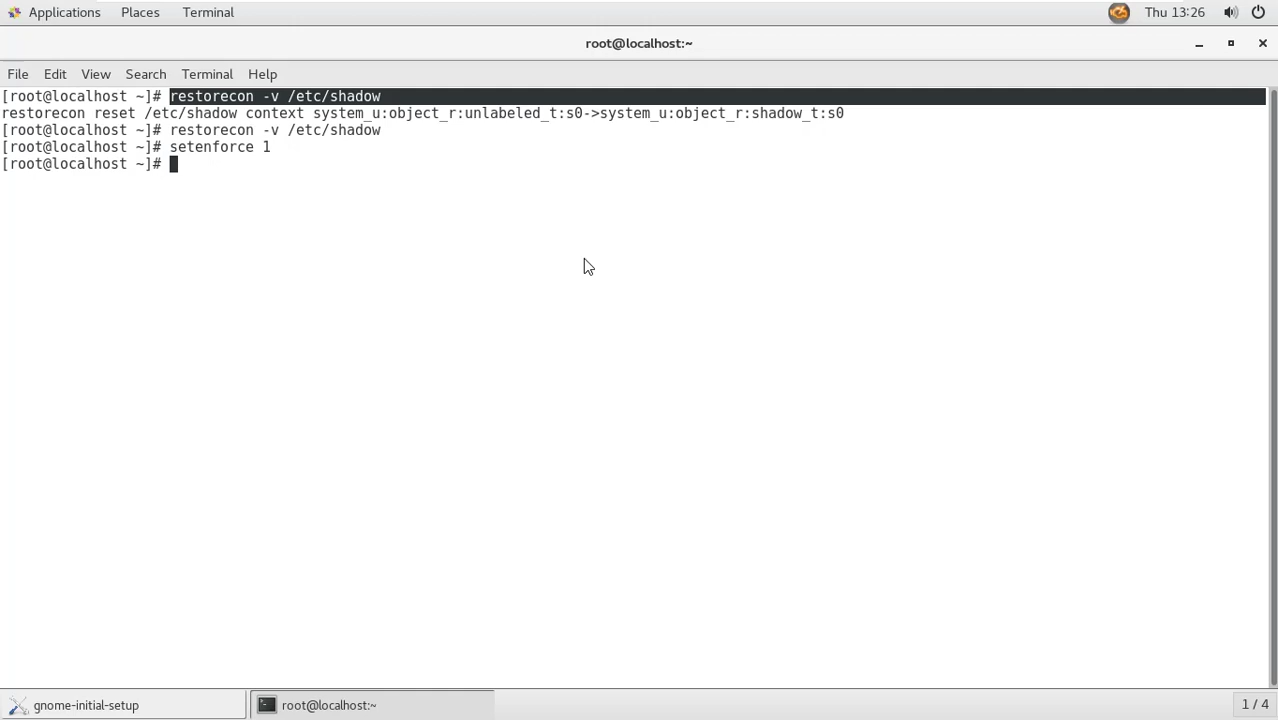 Applications Places Terminal Thu 13:26
root@localhost:~
File Edit View Search Terminal Help
[root@localhost ~]# restorecon -v /etc/shadow
restorecon reset /etc/shadow context system_u:object_r:unlabeled_t:s0->system_u:object_r:shadow_t:s0
[root@localhost ~]# restorecon -v /etc/shadow
[root@localhost ~]# setenforce 1
[root@localhost ~]#
gnome-initial-setup root@localhost:~ 1 / 4